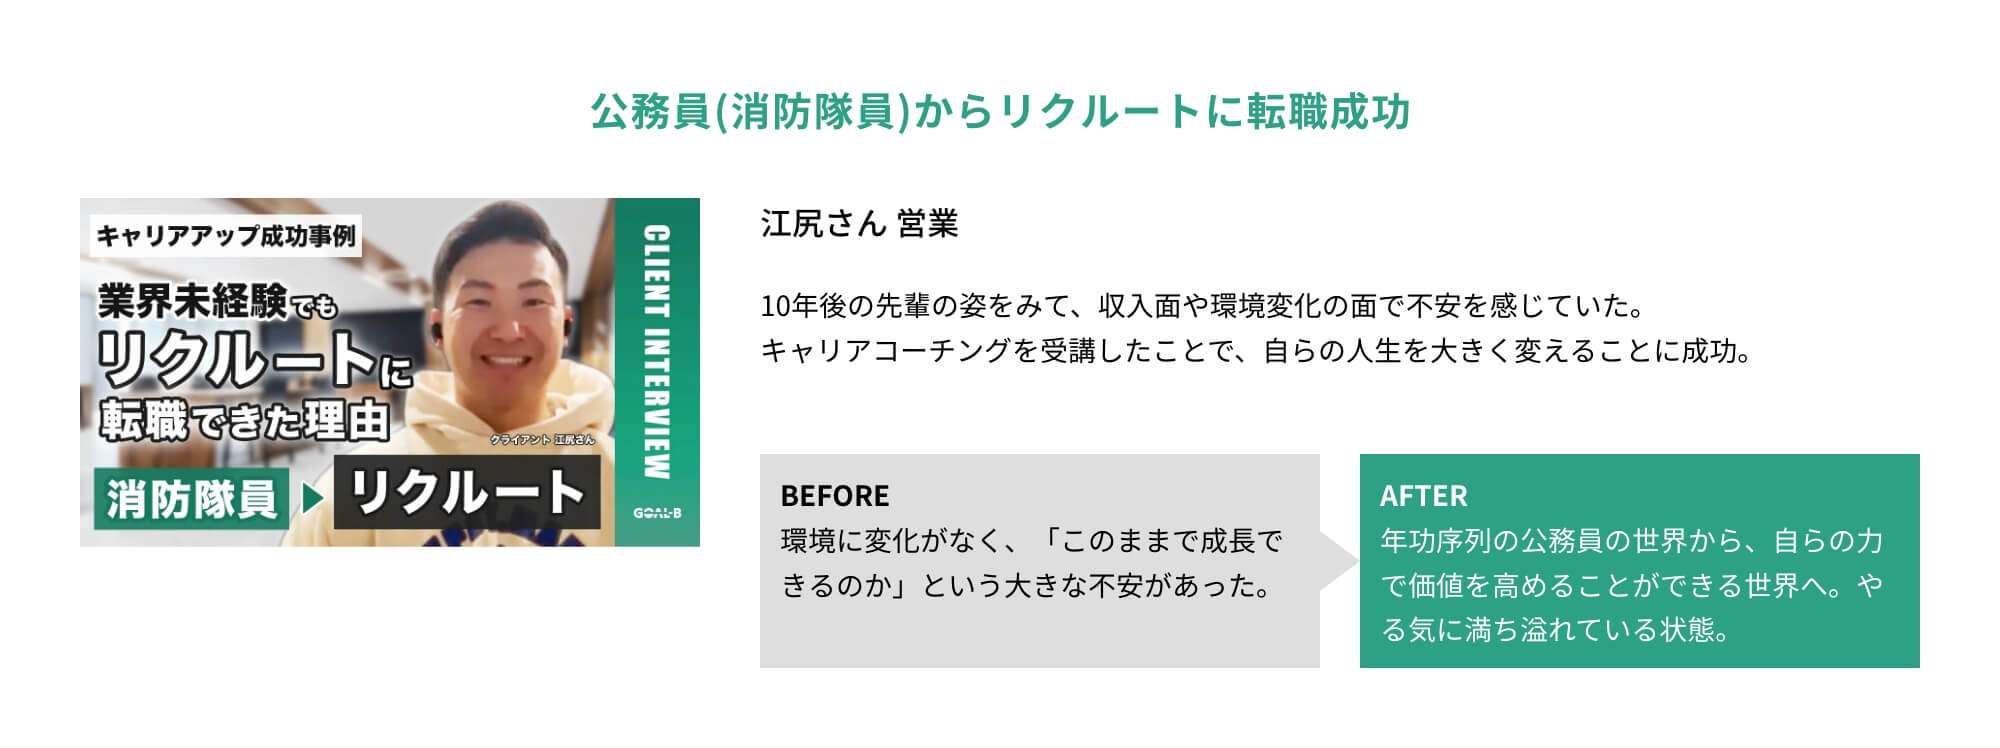 公務員(消防隊員)からリクルートに転職成功
キャリアアップ成功事例
業界未経験でも
リクルートに
転職できた理由
クライアント 江尻さん
消防隊員
リクルート
CLIENT INTERVIEW
GOAL-B
江尻さん 営業
10年後の先輩の姿をみて、収入面や環境変化の面で不安を感じていた。
キャリアコーチングを受講したことで、自らの人生を大きく変えることに成功。
BEFORE
環境に変化がなく、「このままで成長で
きるのか」という大きな不安があった。
AFTER
年功序列の公務員の世界から、自らの力
で価値を高めることができる世界へ。や
る気に満ち溢れている状態。